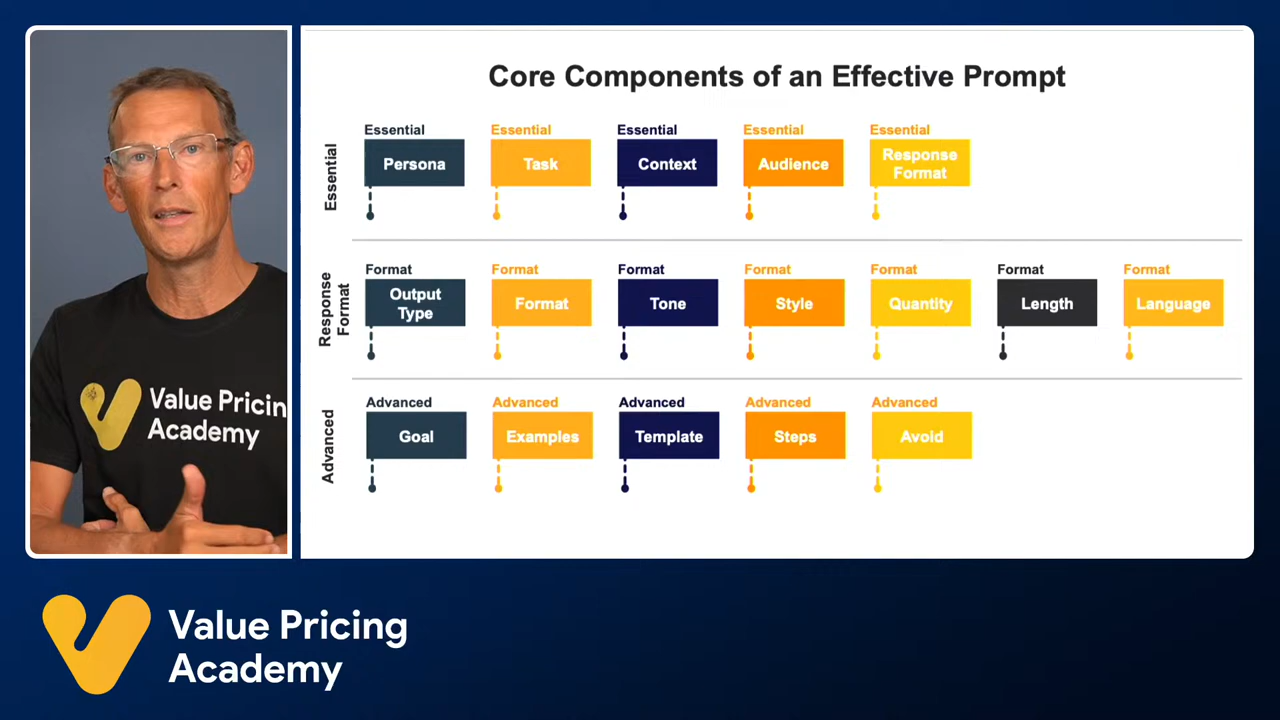 Core Components of an Effective Prompt
Essential
Essential
Essential
Essential
Essential
Essential
Persona
Task
Context
Audience
Response
Format
Response
Format
Format
Format
Format
Format
Format
Format
Format
Output
Type
Format
Tone
Style
Quantity
Length
Language
Advanced
Advanced
Advanced
Advanced
Advanced
Advanced
Goal
Examples
Template
Steps
Avoid
Value Pricin
Academy
Value Pricing
Academy